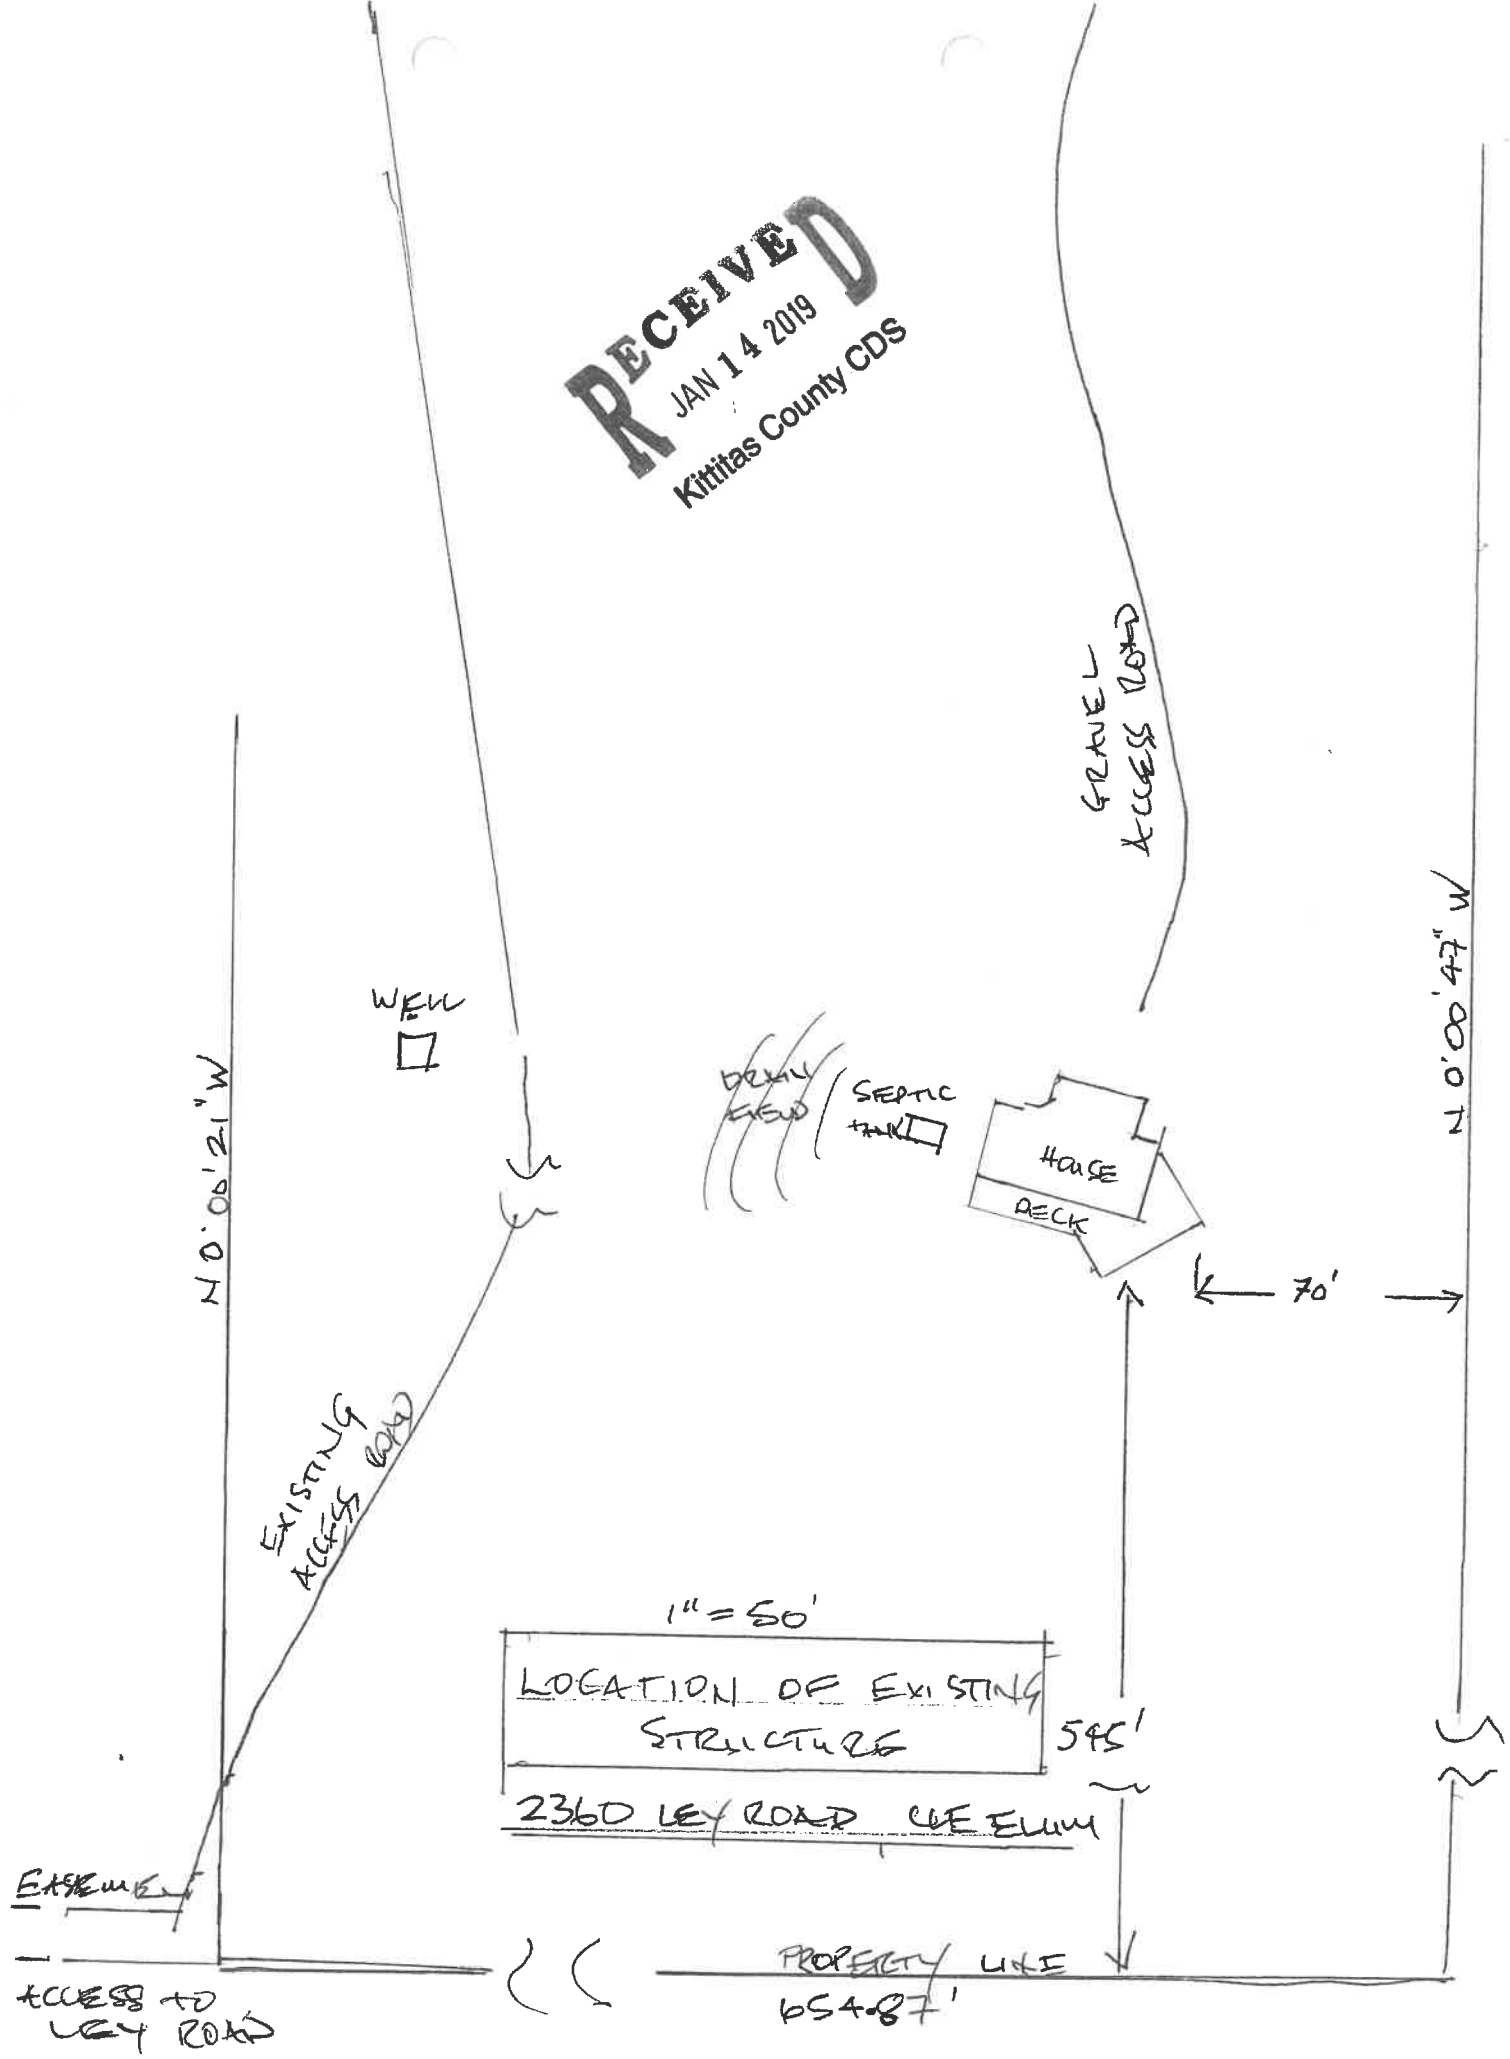 RECEIVED
JAN 14 2019
Kittitas County CDS
GRAVEL
ACCESS ROAD
N 0°00'47" W
WELL
N 0°00'21" W
DRAIN
FIELD
SEPTIC
TANK
HOUSE
DECK
70'
EXISTING
ACCESS ROAD
1" = 50'
LOCATION OF EXISTING
STRUCTURE
545'
2360 LEY ROAD CLE ELUM
EASEMENT
PROPERTY LINE
654.87'
ACCESS TO
LEY ROAD